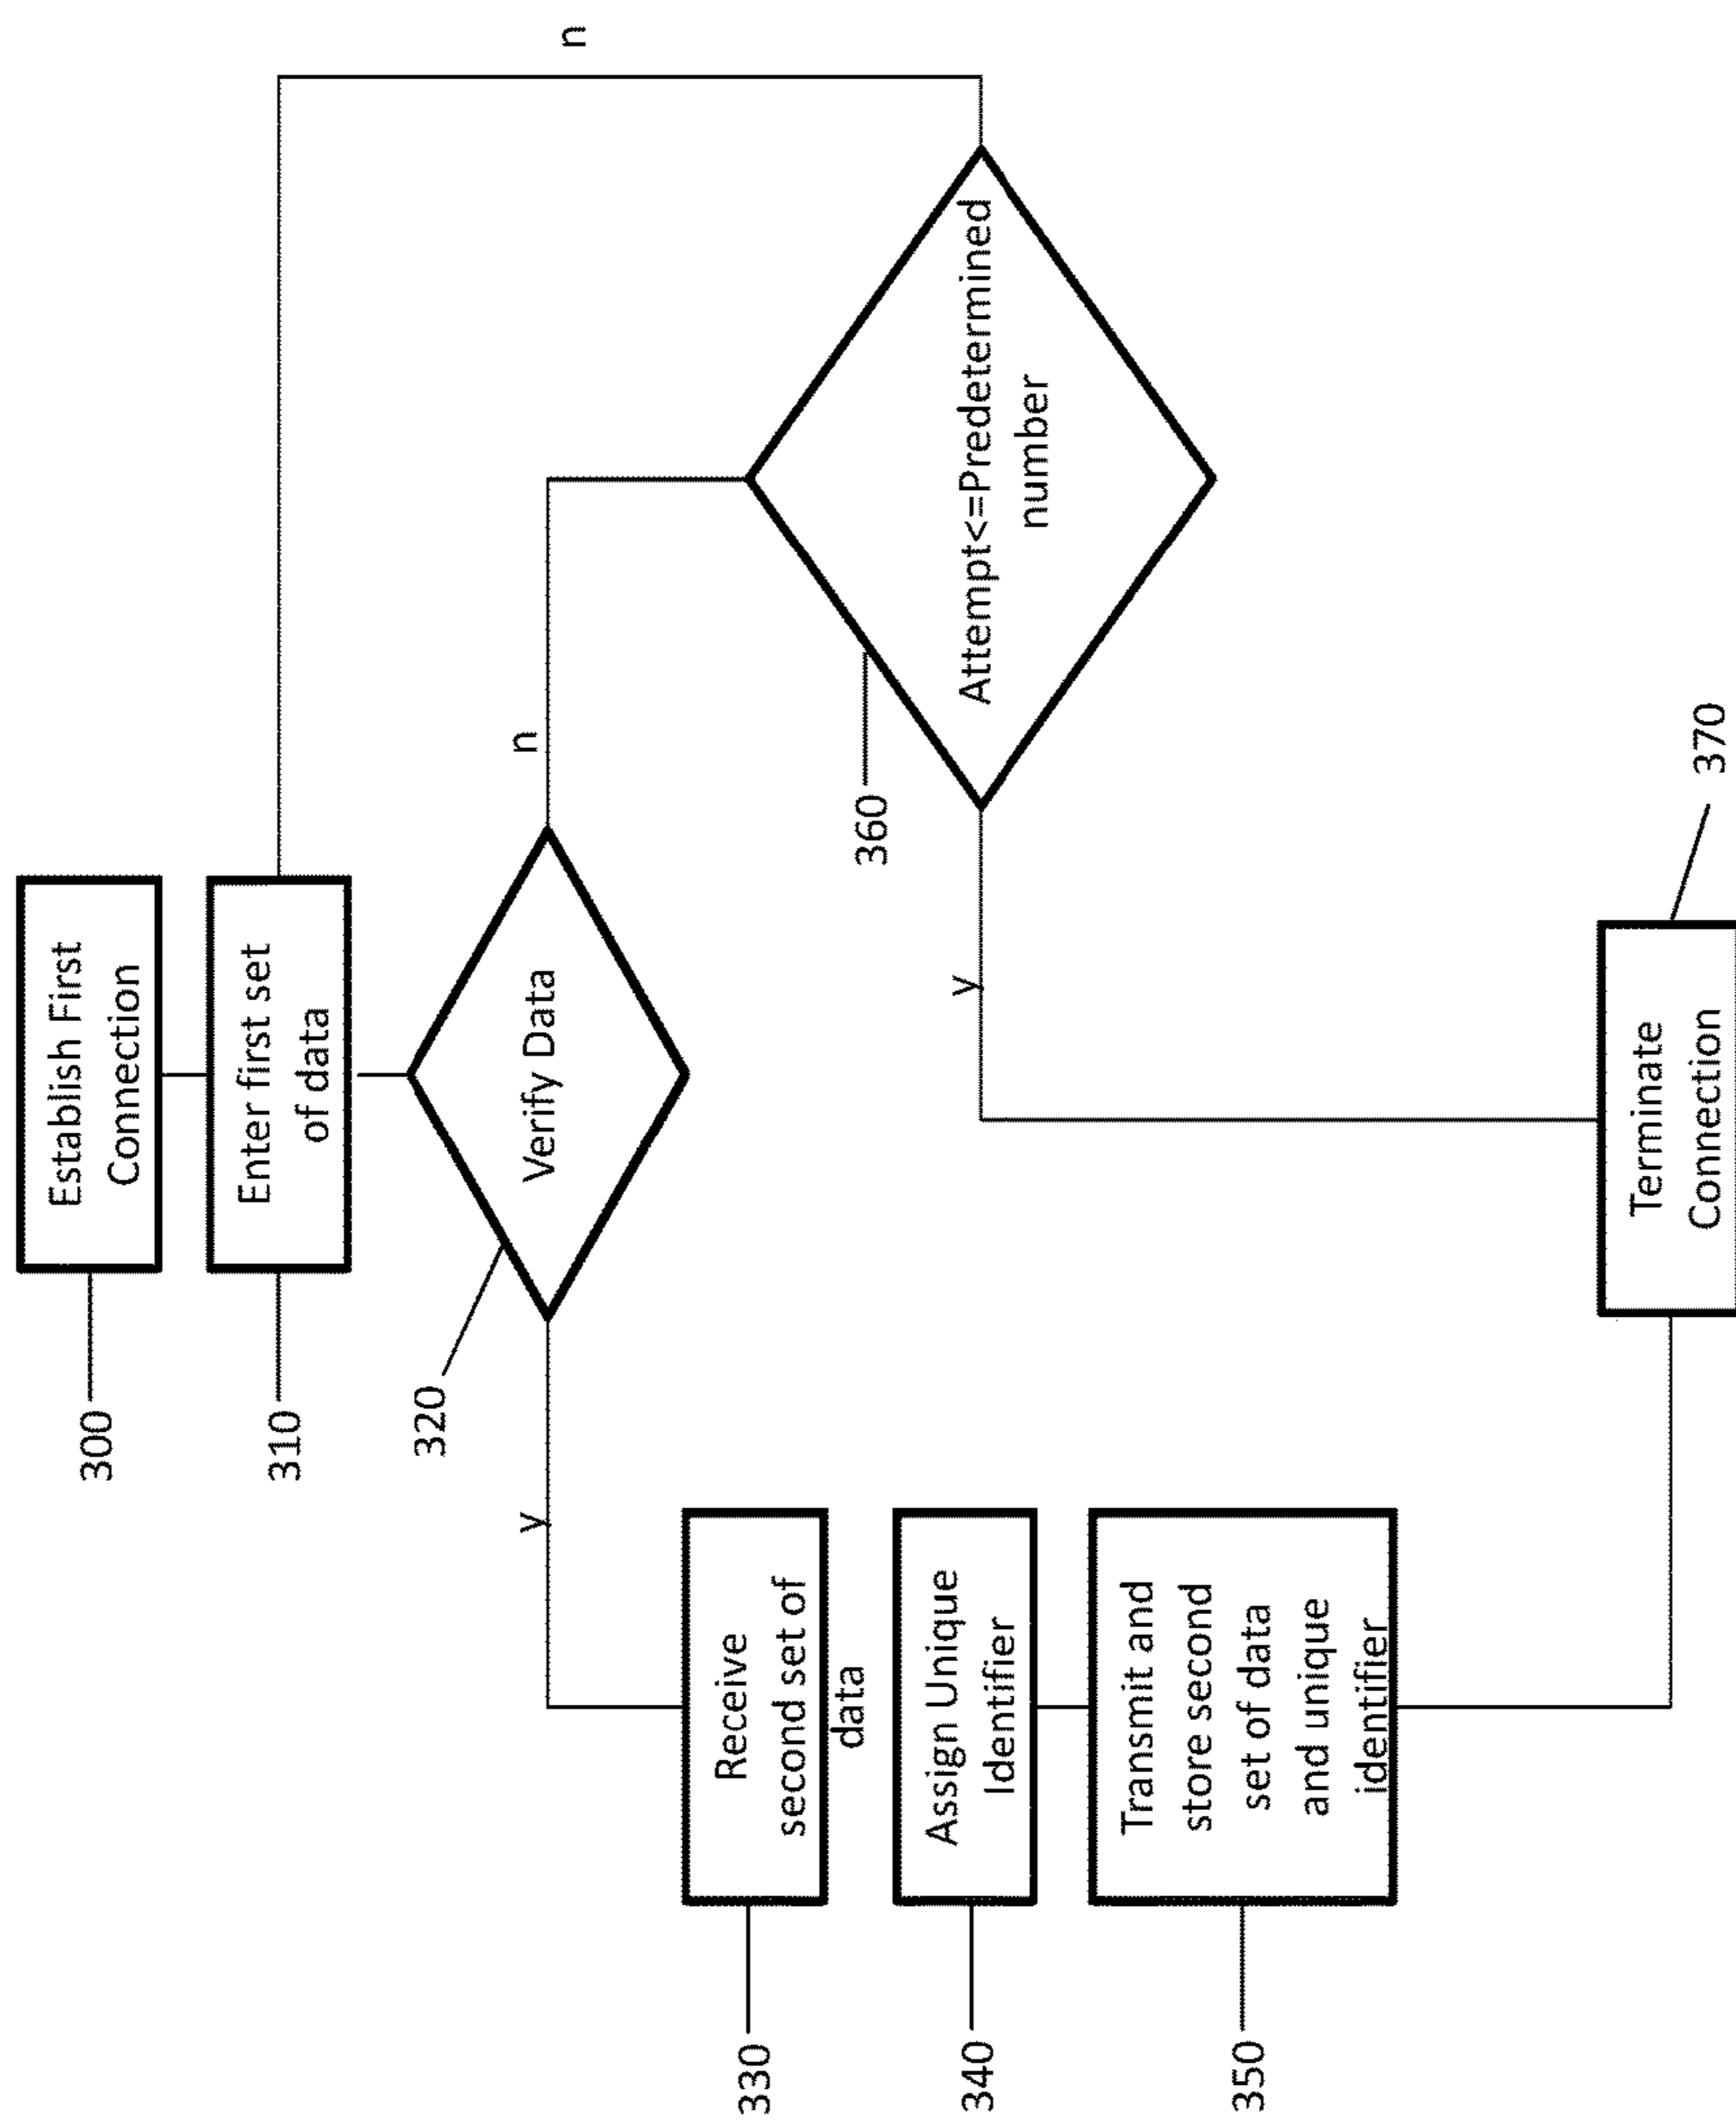 300
Establish First
Connection
310
Enter first set
of data
320
Verify Data
y
n
n
330
Receive
second set of
data
360
Attempt<=Predetermined
number
340
Assign Unique
Identifier
y
350
Transmit and
store second
set of data
and unique
identifier
Terminate
Connection
370